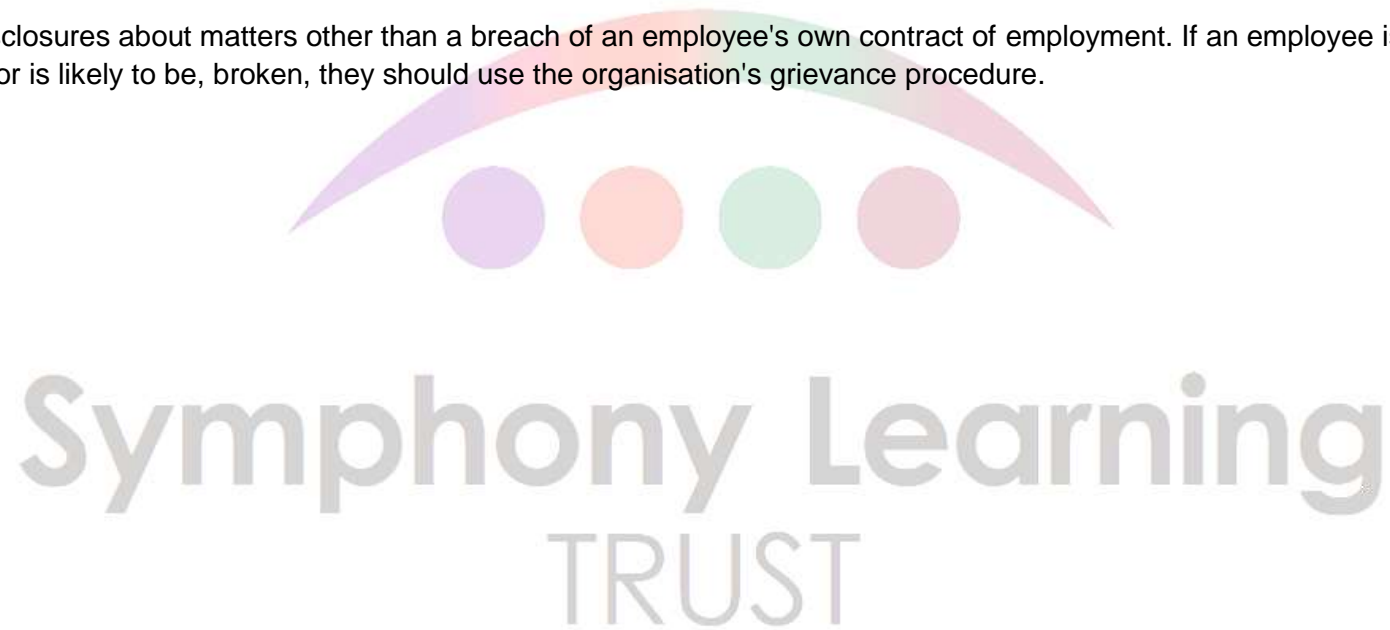 closures about matters other than a breach of an employee's own contract of employment. If an employee is
or is likely to be, broken, they should use the organisation's grievance procedure.
Symphony Learning
TRUST